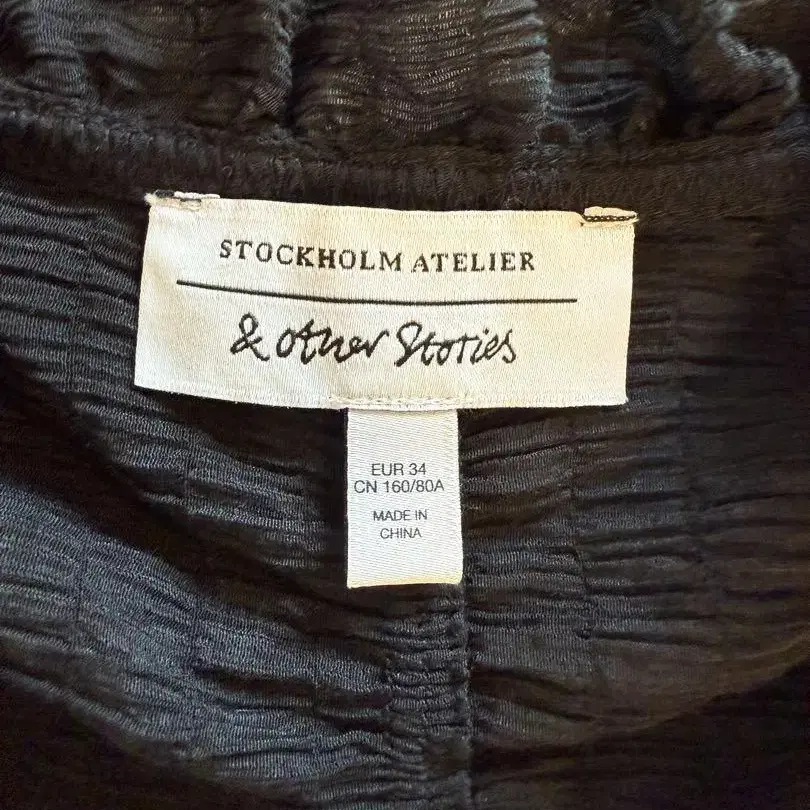 STOCKHOLM ATELIER
& other Stories
EUR 34
CN 160/80A
MADE IN
CHINA